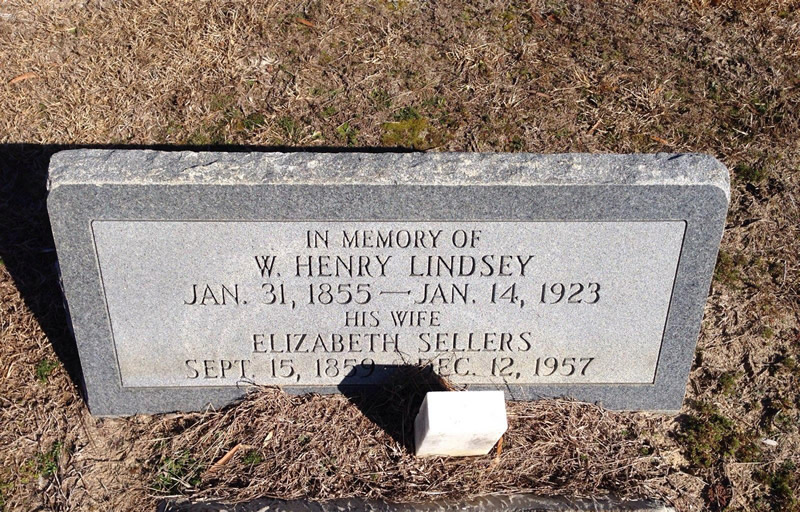 IN MEMORY OF
W. HENRY LINDSEY
JAN. 31, 1855 — JAN. 14, 1923
HIS WIFE
ELIZABETH SELLERS
SEPT. 15, 1859 — DEC. 12, 1957